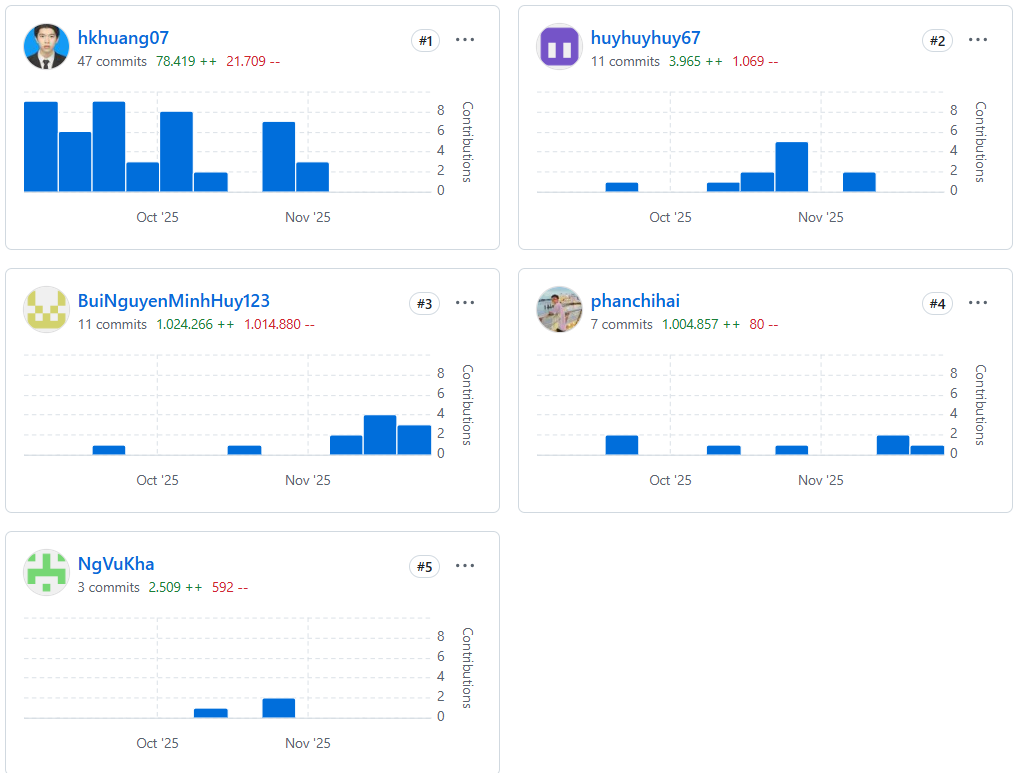 hkhuang07 #1 ···
47 commits 78.419 ++ 21.709 --
8
6
4
2
0
Contributions
Oct '25 Nov '25
huyhuyhuy67 #2 ···
11 commits 3.965 ++ 1.069 --
8
6
4
2
0
Contributions
Oct '25 Nov '25
BuiNguyenMinhHuy123 #3 ···
11 commits 1.024.266 ++ 1.014.880 --
8
6
4
2
0
Contributions
Oct '25 Nov '25
phanchihai #4 ···
7 commits 1.004.857 ++ 80 --
8
6
4
2
0
Contributions
Oct '25 Nov '25
NgVuKha #5 ···
3 commits 2.509 ++ 592 --
8
6
4
2
0
Contributions
Oct '25 Nov '25